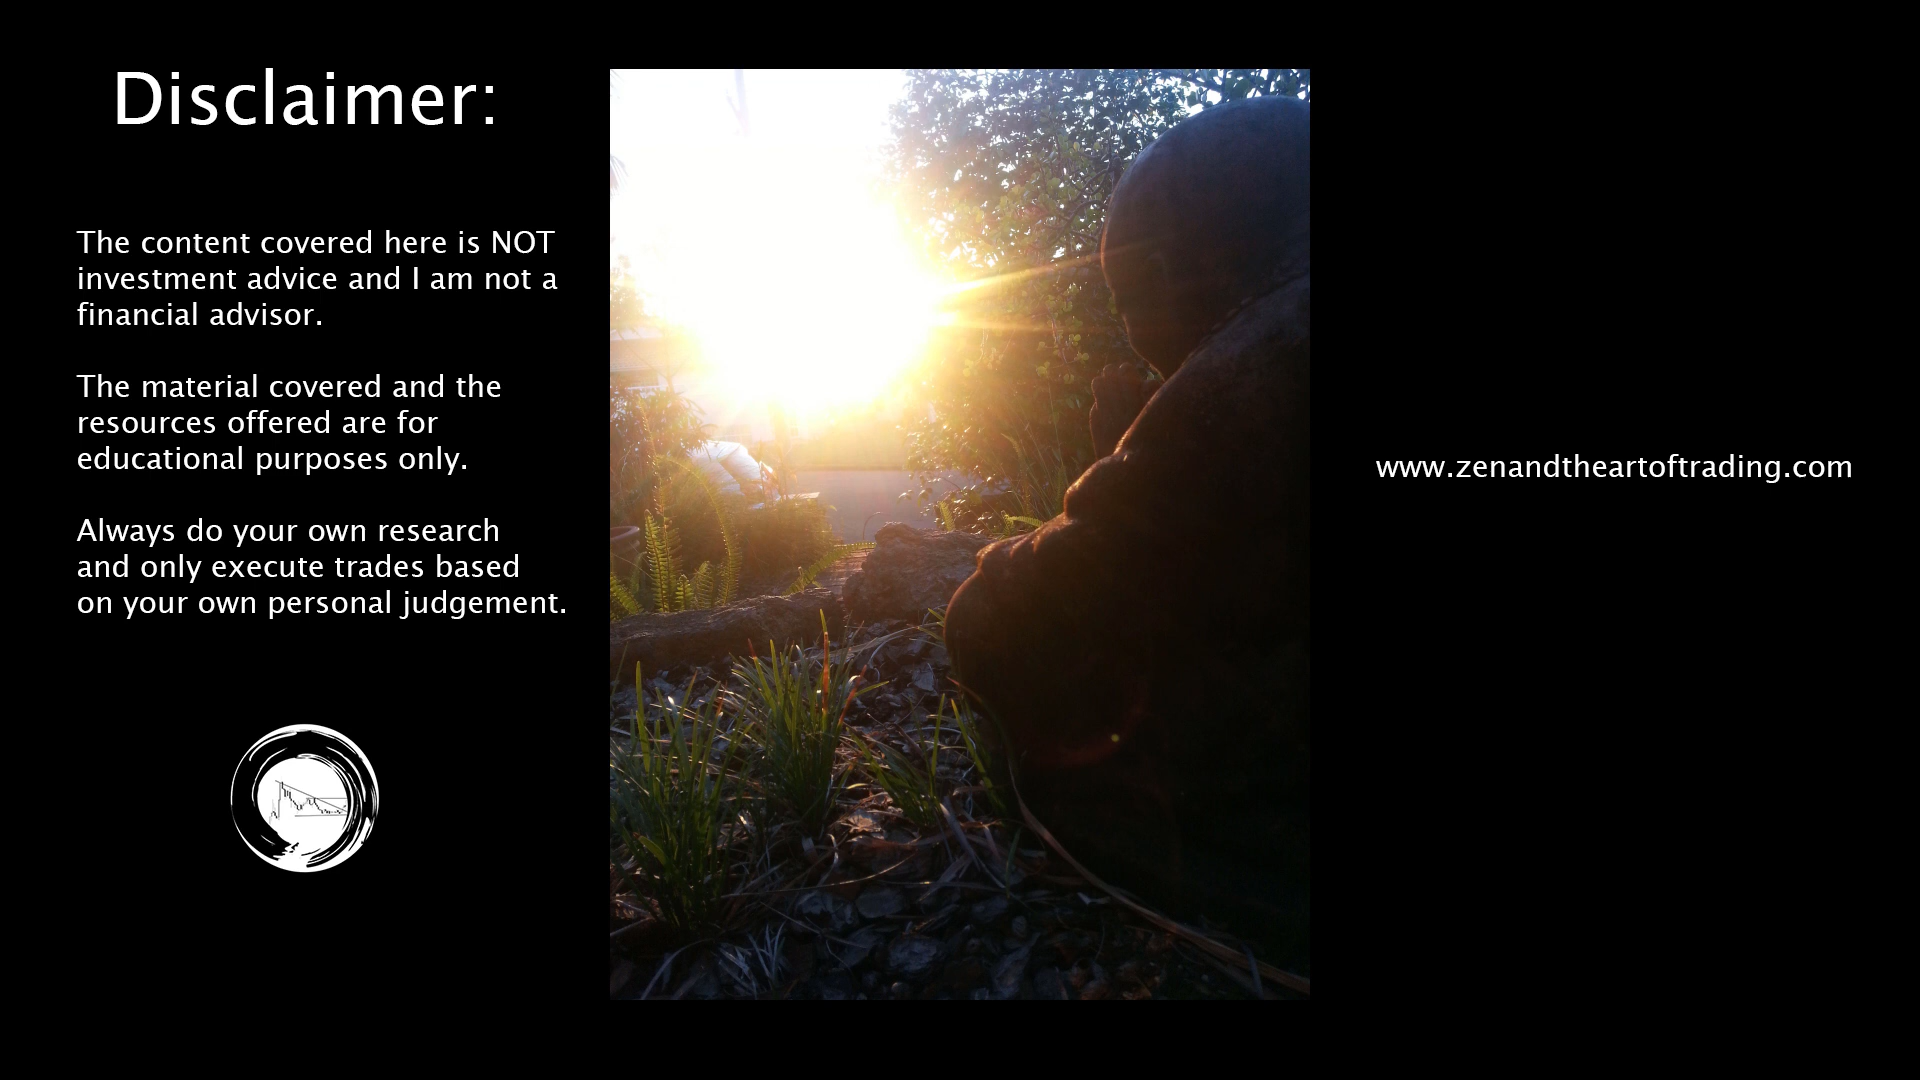 Disclaimer:
The content covered here is NOT
investment advice and I am not a
financial advisor.
The material covered and the
resources offered are for
educational purposes only.
Always do your own research
and only execute trades based
on your own personal judgement.
www.zenandtheartoftrading.com